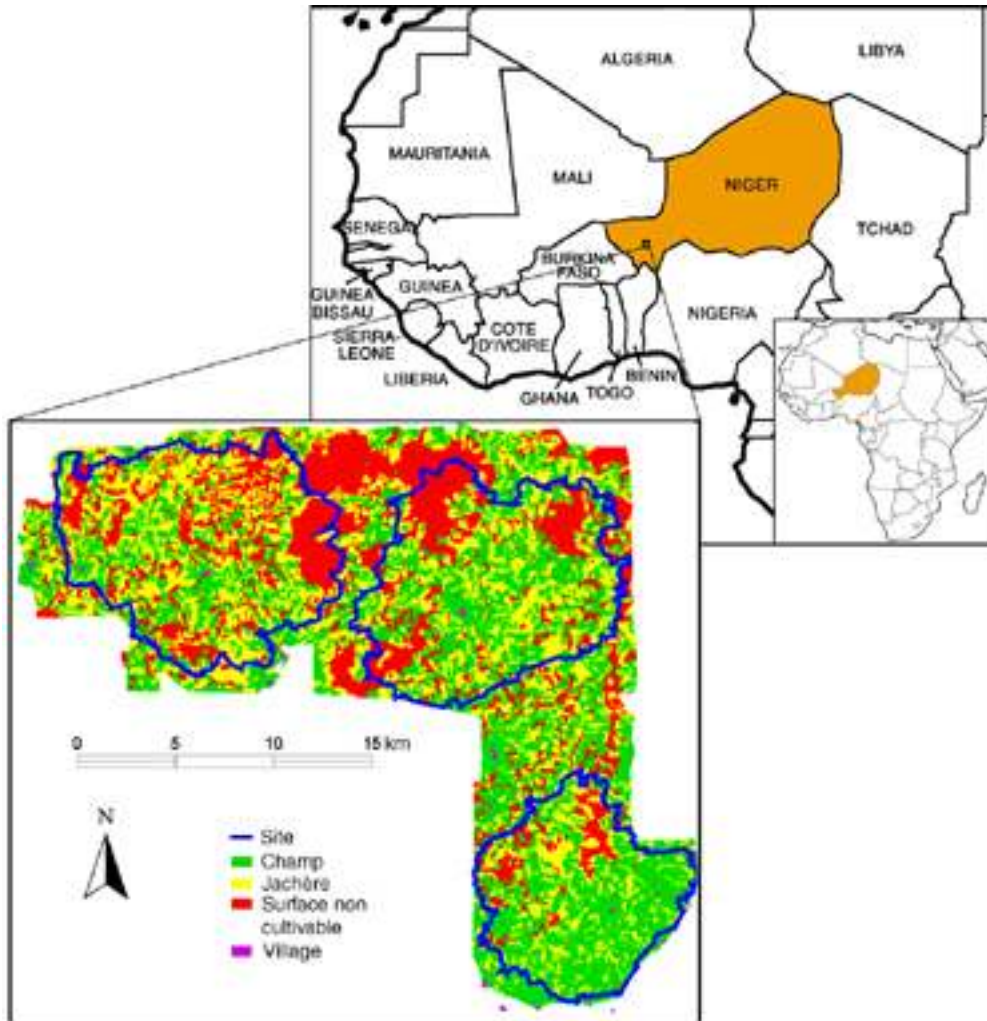 ALGERIA
LIBYA
MAURITANIA
MALI
NIGER
TCHAD
SENEGA
BURKINA
FASO
GUINEA
GUINEA
BISSAU
SIERRA-
LEONE
COTE
D'IVOIRE
NIGERIA
LIBERIA
GHANA
TOGO
BENIN
0 5 10 15 km
N
Site
Champ
Jachère
Surface non
cultivable
Village